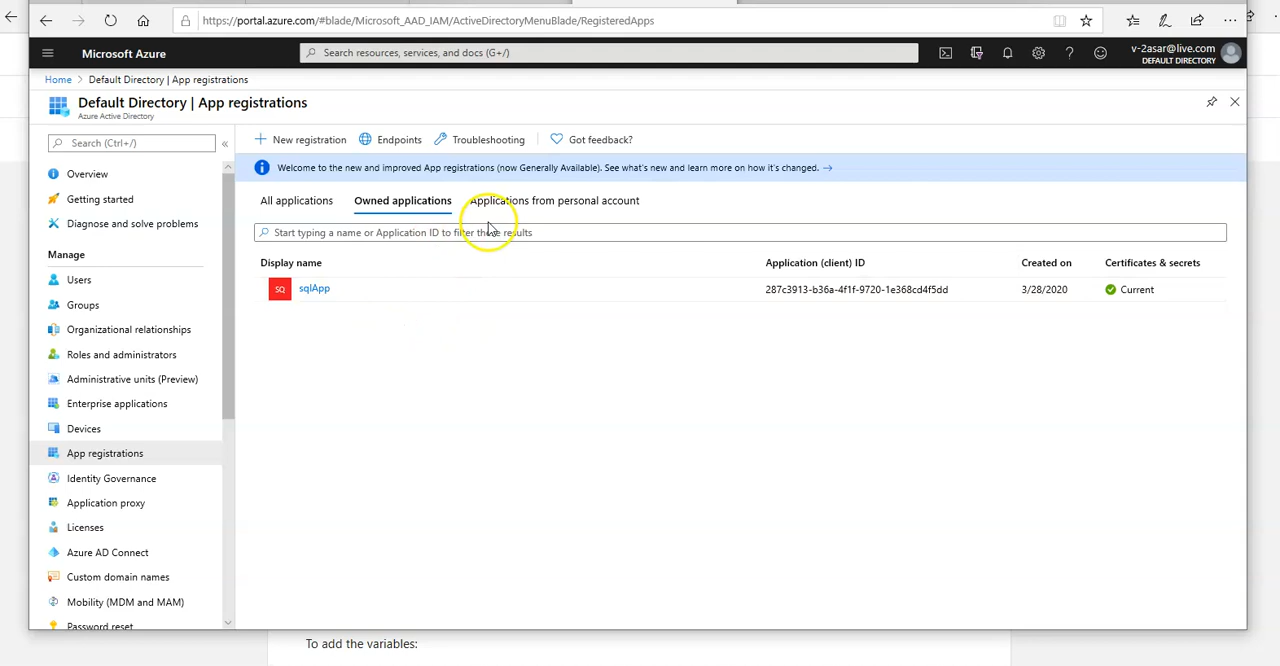 https://portal.azure.com/#blade/Microsoft_AAD_IAM/ActiveDirectoryMenuBlade/RegisteredApps
Microsoft Azure
Search resources, services, and docs (G+/)
v-2asar@live.com
DEFAULT DIRECTORY
Home > Default Directory | App registrations
Default Directory | App registrations
Azure Active Directory
Search (Ctrl+/)
«
Overview
Getting started
Diagnose and solve problems
Manage
Users
Groups
Organizational relationships
Roles and administrators
Administrative units (Preview)
Enterprise applications
Devices
App registrations
Identity Governance
Application proxy
Licenses
Azure AD Connect
Custom domain names
Mobility (MDM and MAM)
Password reset
New registration
Endpoints
Troubleshooting
Got feedback?
Welcome to the new and improved App registrations (now Generally Available). See what's new and learn more on how it's changed. →
All applications
Owned applications
Applications from personal account
Start typing a name or Application ID to filter these results
Display name
Application (client) ID
Created on
Certificates & secrets
SQ
sqlApp
287c3913-b36a-4f1f-9720-1e368cd4f5dd
3/28/2020
Current
To add the variables: